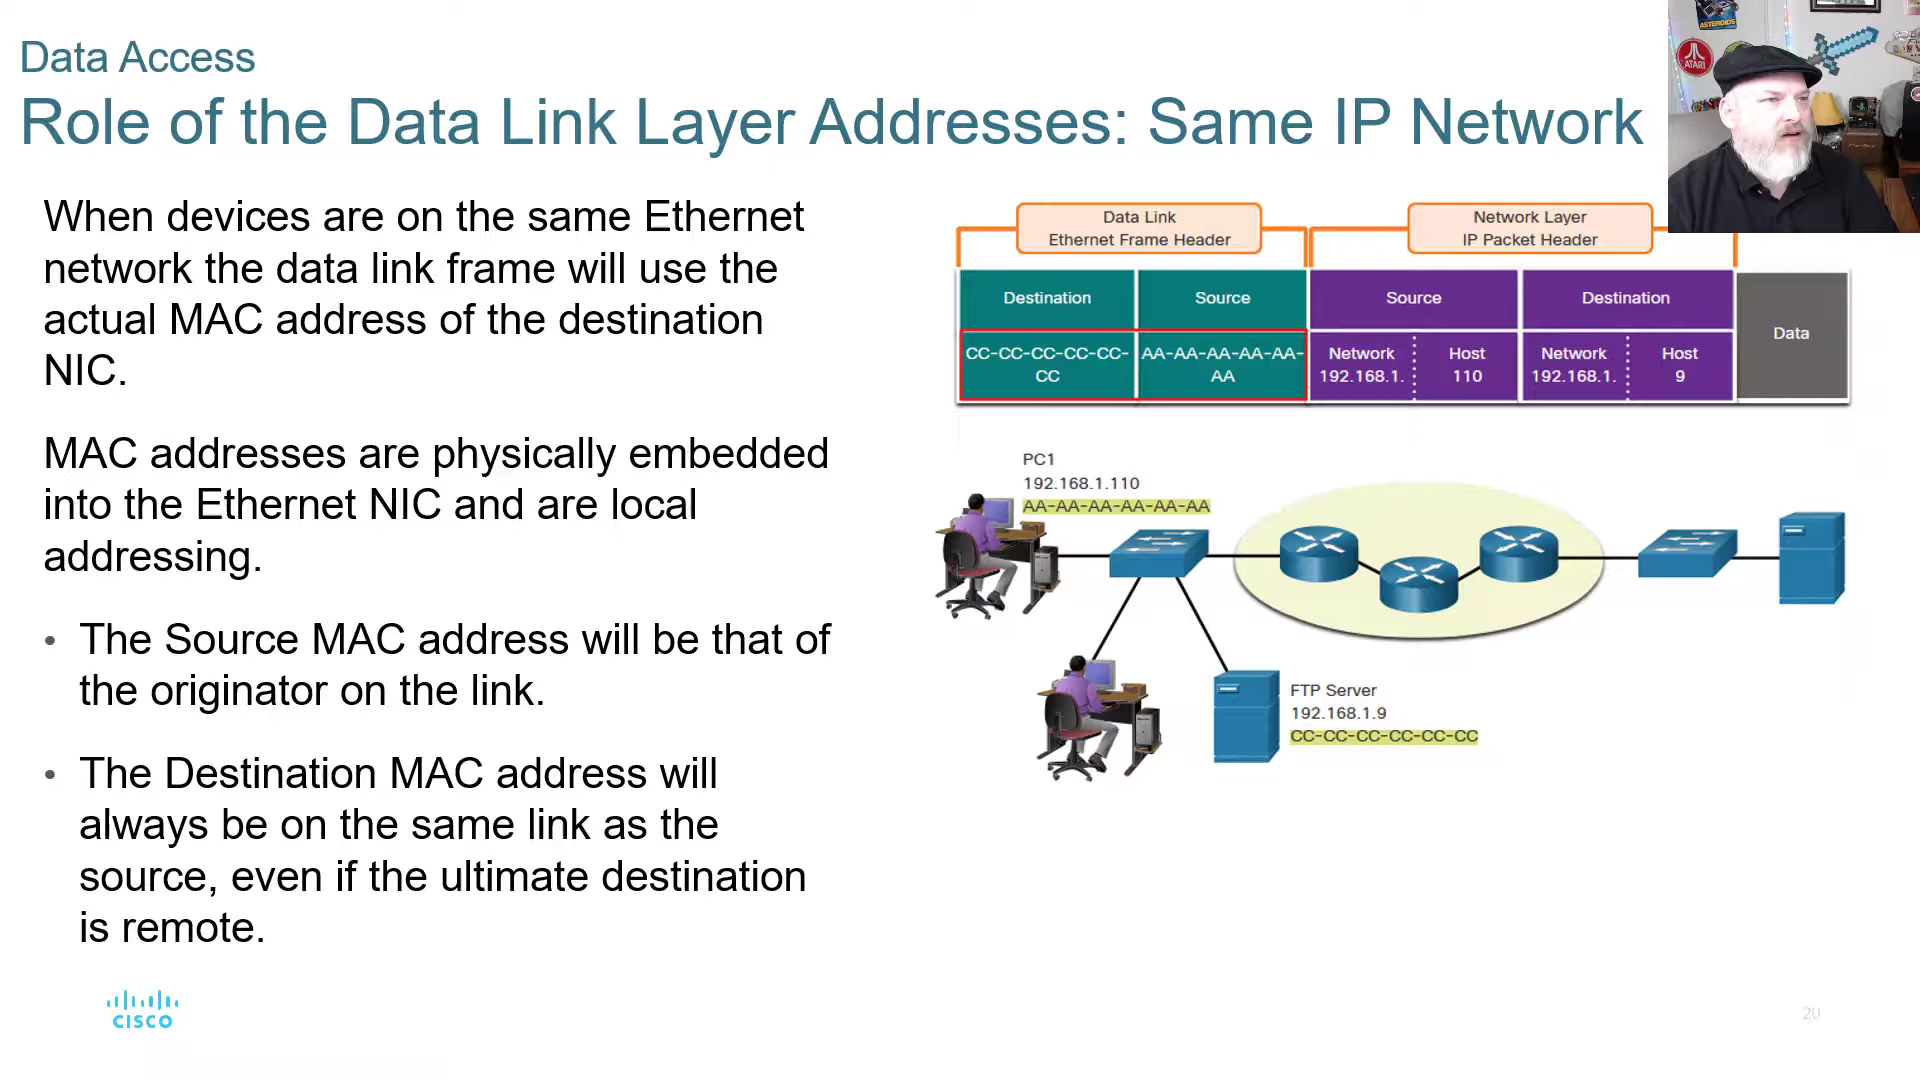 Data Access
Role of the Data Link Layer Addresses: Same IP Network
When devices are on the same Ethernet
network the data link frame will use the
actual MAC address of the destination
NIC.
MAC addresses are physically embedded
into the Ethernet NIC and are local
addressing.
• The Source MAC address will be that of
the originator on the link.
• The Destination MAC address will
always be on the same link as the
source, even if the ultimate destination
is remote.
Data Link
Ethernet Frame Header
Network Layer
IP Packet Header
Destination
Source
Source
Destination
Data
CC-CC-CC-CC-CC-
CC
AA-AA-AA-AA-AA-
AA
Network
192.168.1.
Host
110
Network
192.168.1.
Host
9
PC1
192.168.1.110
AA-AA-AA-AA-AA-AA
FTP Server
192.168.1.9
CC-CC-CC-CC-CC-CC
ASTEROIDS
ATARI
CISCO
20